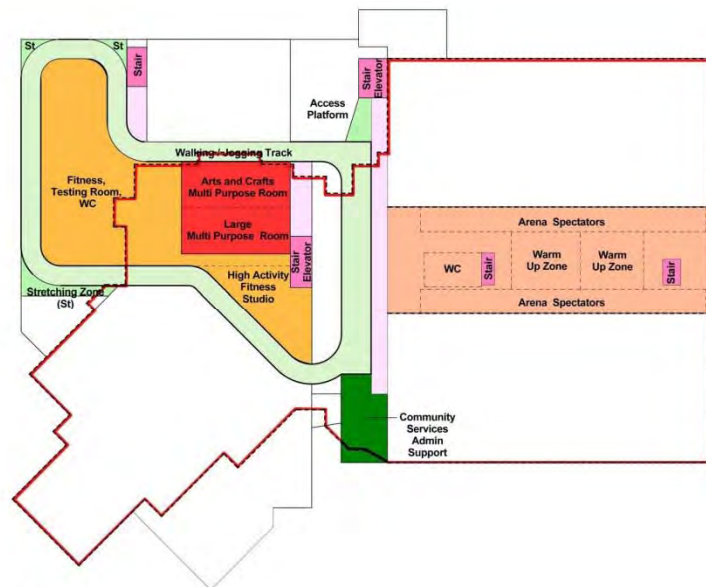 St
St
Stair
Stair
Elevator
Access
Platform
Walking / Jogging Track
Fitness,
Testing Room,
WC
Arts and Crafts
Multi Purpose Room
Large
Multi Purpose Room
Stair
Elevator
High Activity
Fitness
Studio
Stretching Zone
(St)
Arena Spectators
WC
Stair
Warm
Up Zone
Warm
Up Zone
Stair
Arena Spectators
Community
Services
Admin
Support